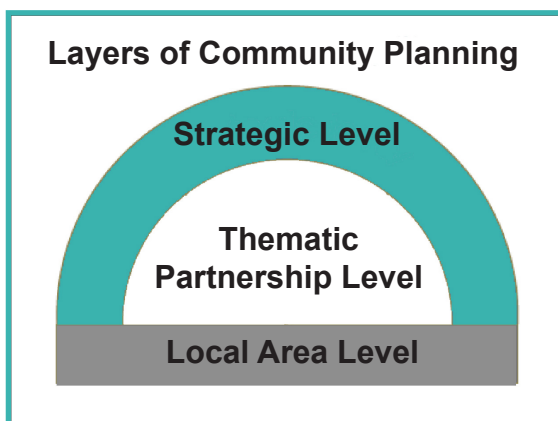 Layers of Community Planning
Strategic Level
Thematic
Partnership Level
Local Area Level